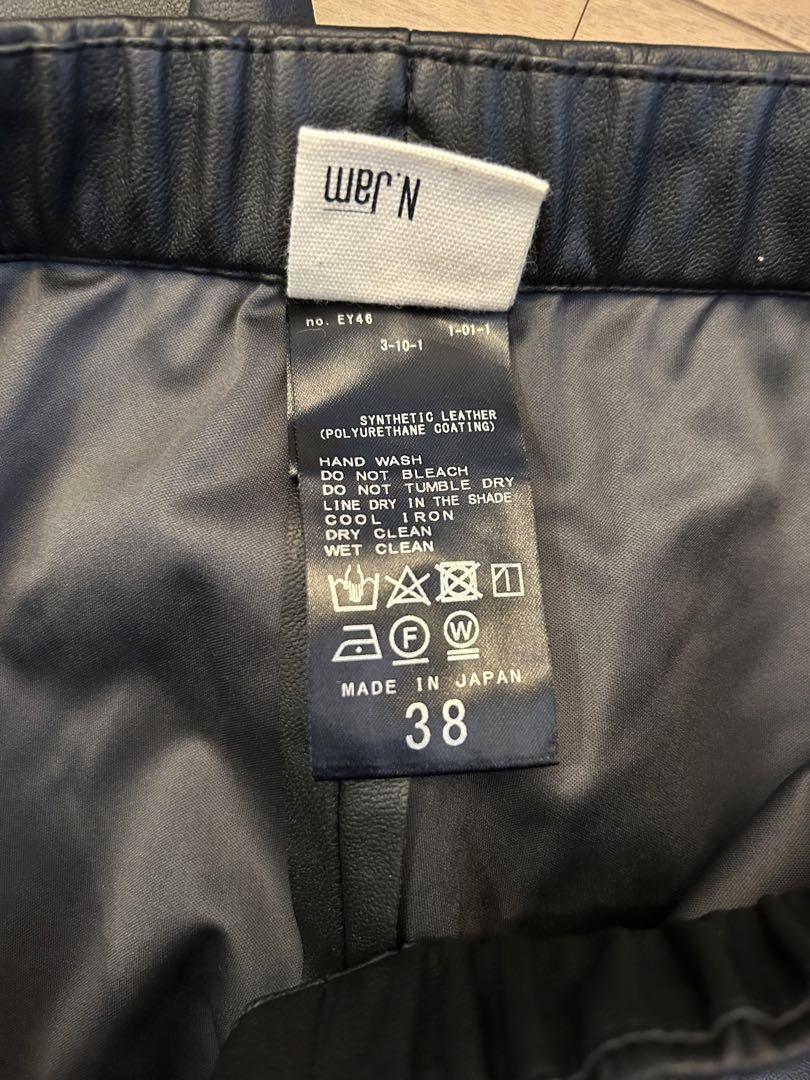 N.Jam
no. EY46
1-01-1
3-10-1
SYNTHETIC LEATHER
(POLYURETHANE COATING)
HAND WASH
DO NOT BLEACH
DO NOT TUMBLE DRY
LINE DRY IN THE SHADE
COOL IRON
DRY CLEAN
WET CLEAN
F W
MADE IN JAPAN
38